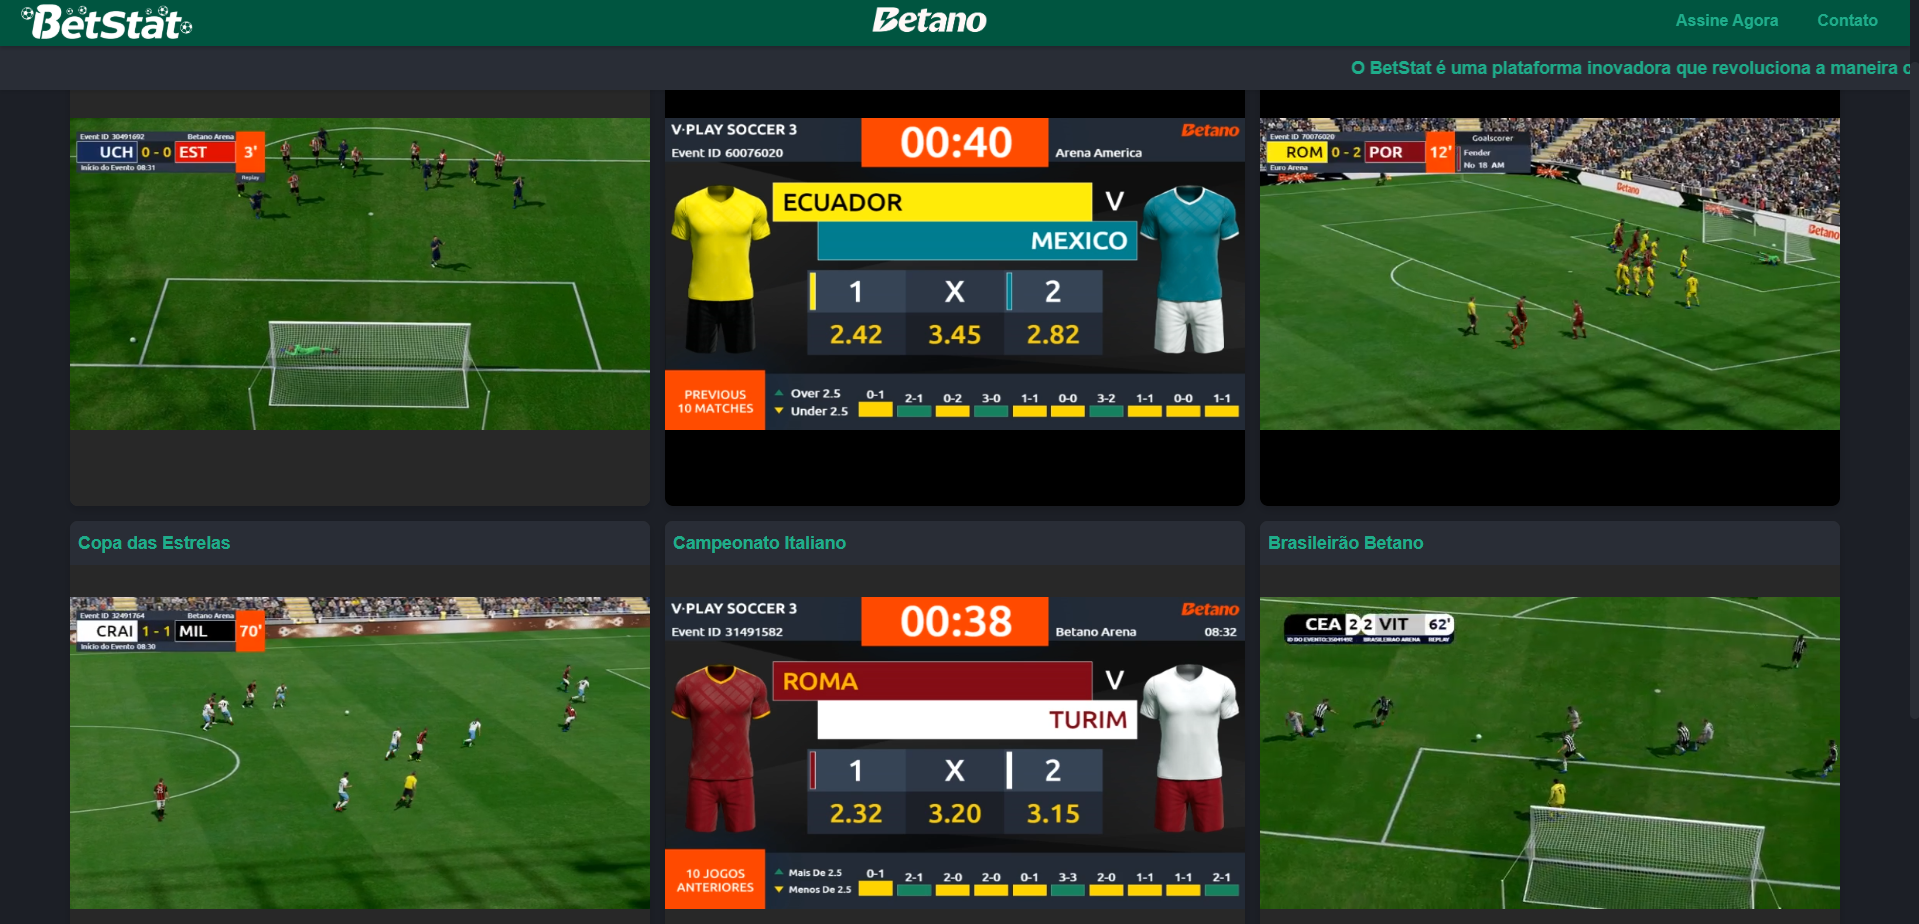 BetStat
Betano
Assine Agora
Contato
O BetStat é uma plataforma inovadora que revoluciona a maneira c
Event ID 30491692
Betano Arena
UCH 0 - 0 EST 3'
Início do Evento 08:31
Replay
V·PLAY SOCCER 3
00:40
Betano
Event ID 60076020
Arena America
ECUADOR
V
MEXICO
1 X 2
2.42 3.45 2.82
PREVIOUS
10 MATCHES
Over 2.5
Under 2.5
0-1 2-1 0-2 3-0 1-1 0-0 3-2 1-1 0-0 1-1
Event ID 70076020
ROM 0 - 2 POR 12'
Euro Arena
Goalscorer
Fender
No 18 AM
Betano
Betano
Copa das Estrelas
Campeonato Italiano
Brasileirão Betano
Event ID 32491764
Betano Arena
CRAI 1 - 1 MIL 70'
Início do Evento 08:30
V·PLAY SOCCER 3
00:38
Betano
Event ID 31491582
Betano Arena
08:32
ROMA
V
TURIM
1 X 2
2.32 3.20 3.15
10 JOGOS
ANTERIORES
Mais De 2.5
Menos De 2.5
0-1 2-1 2-0 2-0 0-1 3-3 2-0 1-1 1-1 2-1
CEA 2 2 VIT 62'
BRASILEIRAO ARENA
REPLAY